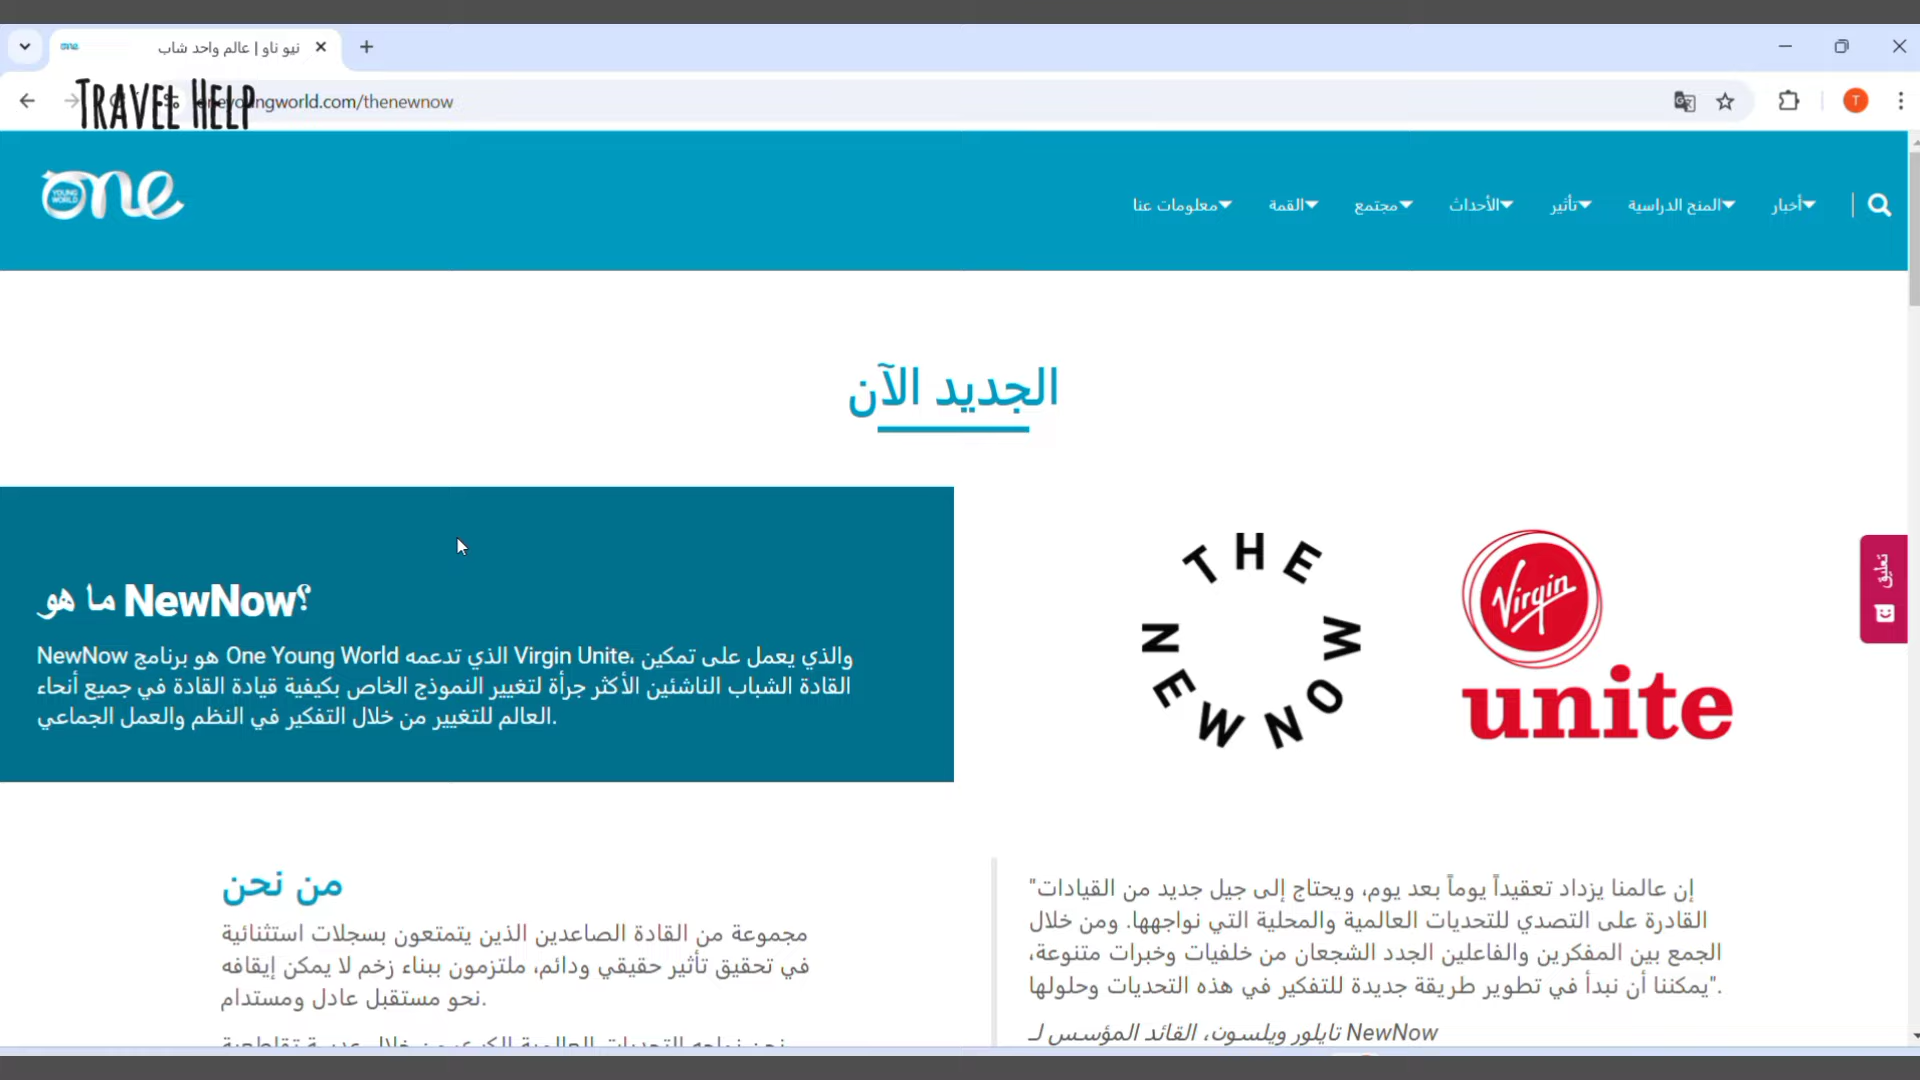 نيو ناو | عالم واحد شاب
TRAVEL HELP
ngworld.com/thenewnow
T
one
YOUNG
WORLD
معلومات عنا
القمة
مجتمع
الأحداث
تأثير
المنح الدراسية
أخبار
الجديد الآن
ما هو NewNow؟
NewNow هو برنامج One Young World الذي تدعمه Virgin Unite، والذي يعمل على تمكين
القادة الشباب الناشئين الأكثر جرأة لتغيير النموذج الخاص بكيفية قيادة القادة في جميع أنحاء
العالم للتغيير من خلال التفكير في النظم والعمل الجماعي.
THE
NEW NOW
Virgin
unite
تعليق
من نحن
مجموعة من القادة الصاعدين الذين يتمتعون بسجلات استثنائية
في تحقيق تأثير حقيقي ودائم، ملتزمون ببناء زخم لا يمكن إيقافه
نحو مستقبل عادل ومستدام.
"إن عالمنا يزداد تعقيداً يوماً بعد يوم، ويحتاج إلى جيل جديد من القيادات
القادرة على التصدي للتحديات العالمية والمحلية التي نواجهها. ومن خلال
الجمع بين المفكرين والفاعلين الجدد الشجعان من خلفيات وخبرات متنوعة،
يمكننا أن نبدأ في تطوير طريقة جديدة للتفكير في هذه التحديات وحلولها".
تايلور ويلسون، القائد المؤسس لـ NewNow